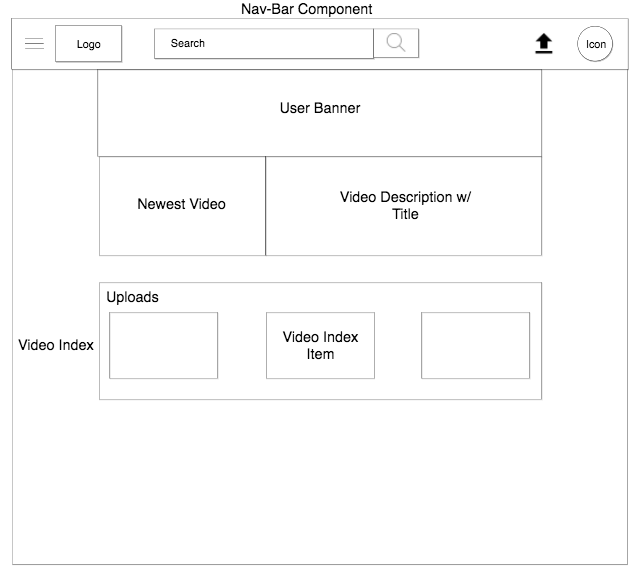 Nav-Bar Component
Logo
Search
Icon
User Banner
Newest Video
Video Description w/
Title
Uploads
Video Index
Video Index
Item